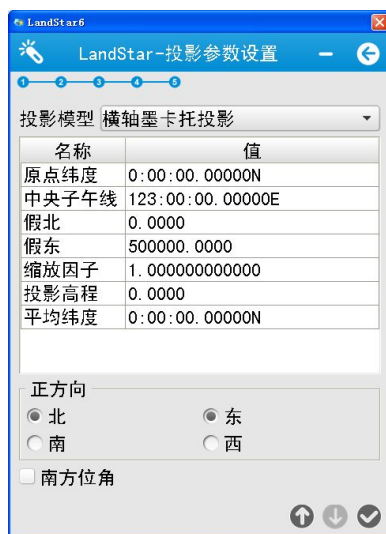 LandStar6
LandStar-投影参数设置
1 2 3 4 5
投影模型 横轴墨卡托投影
名称 值
原点纬度 0:00:00.00000N
中央子午线 123:00:00.00000E
假北 0.0000
假东 500000.0000
缩放因子 1.000000000000
投影高程 0.0000
平均纬度 0:00:00.00000N
正方向
北 东
南 西
南方位角